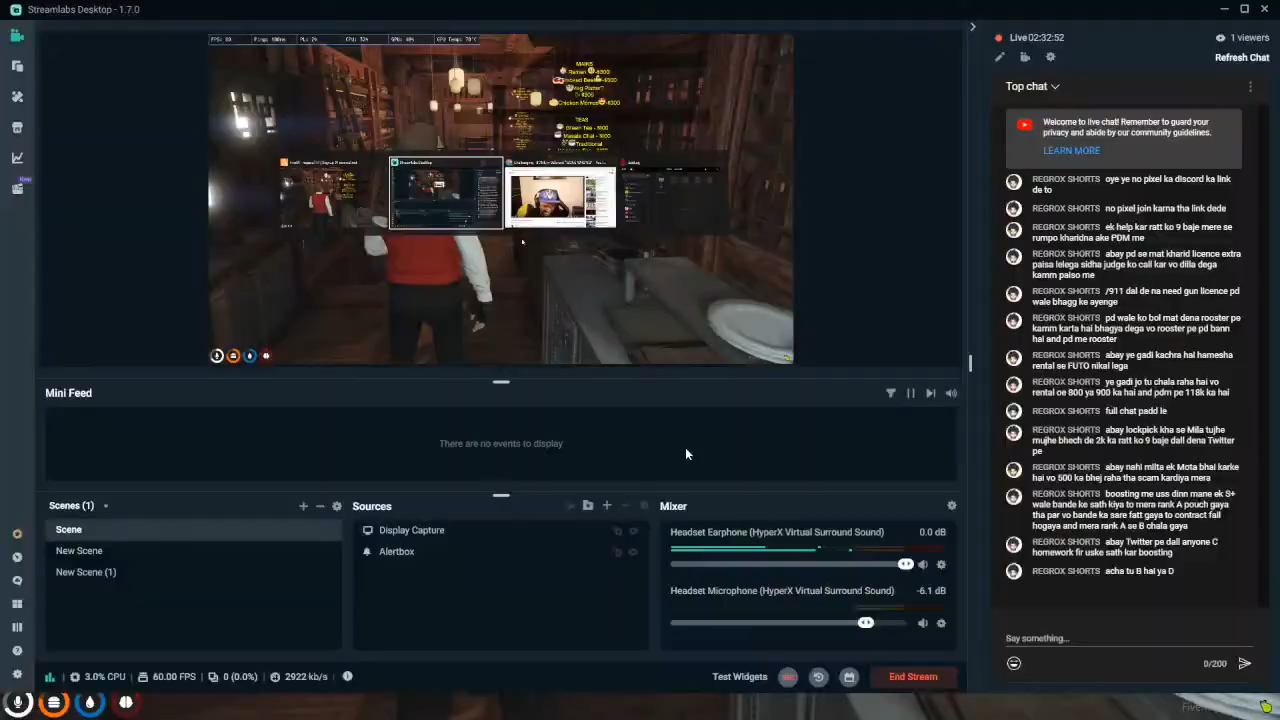 Streamlabs Desktop - 1.7.0
Live 02:32:52
1 viewers
Refresh Chat
Top chat
Welcome to live chat! Remember to guard your
privacy and abide by our community guidelines.
LEARN MORE
REGROX SHORTS oye ye no pixel ka discord ka link
de to
REGROX SHORTS no pixel join karna tha link dede
REGROX SHORTS ek help kar ratt ko 9 baje mere se
rumpo kharidna ake PDM me
REGROX SHORTS abay pd se mat kharid licence extra
paisa lelega sidha judge ko call kar vo dilla dega
kamm paiso me
REGROX SHORTS /911 dal de na need gun licence pd
wale bhagg ke ayenge
REGROX SHORTS pd wale ko bol mat dena rooster pe
kamm karta hai bhagya dega vo rooster pe pd bann
hai and pd me rooster
REGROX SHORTS abay ye gadi kachra hal hamesha
rental se FUTO nikal lega
REGROX SHORTS ye gadi jo tu chala raha hai vo
rental oe 800 ya 900 ka hai and pdm pe 118k ka hai
REGROX SHORTS full chat padd le
REGROX SHORTS abay lockpick kha se Mila tujhe
mujhe bhech de 2k ka ratt ko 9 baje dall dena Twitter
pe
REGROX SHORTS abay nahi milta ek Mota bhai karke
hai vo 500 ka bhej raha tha scam kardiya mera
REGROX SHORTS boosting me uss dinn mane ek S+
wale bande ke sath kiyo to mera rank A pouch gaya
tha par vo bande ka sare fatt gaya to contract fail
hogaya and mera rank A se B chala gaya
REGROX SHORTS abay Twitter pe dall anyone C
homework fir uske sath kar boosting
REGROX SHORTS acha tu B hai ya D
Say something...
0/200
MAINS
TEAS
Green Tea - $100
Masala Chai - $100
Traditional
Mini Feed
There are no events to display
Scenes (1)
Scene
New Scene
New Scene (1)
Sources
Display Capture
Alertbox
Mixer
Headset Earphone (HyperX Virtual Surround Sound) 0.0 dB
Headset Microphone (HyperX Virtual Surround Sound) -6.1 dB
3.0% CPU
60.00 FPS
0 (0.0%)
2922 kb/s
Test Widgets
REC
End Stream